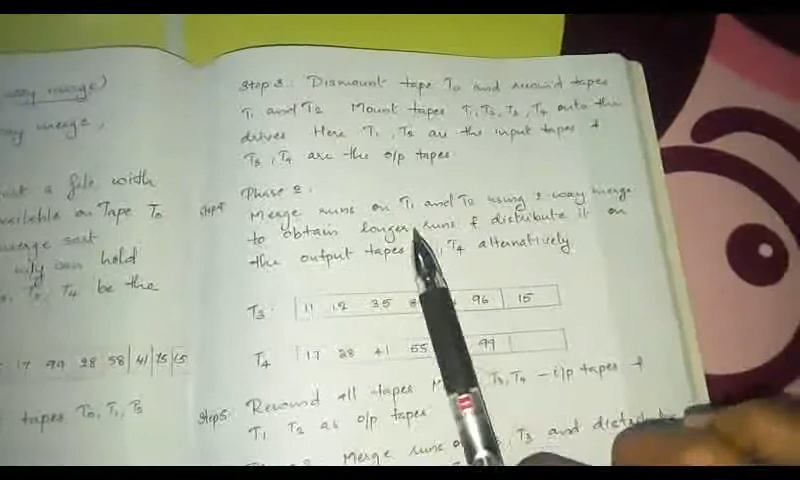 way merge)
way merge,
a file with
available on Tape T0
merge sort
only can hold
T4 be the
17 99 28 58 41 75 15
tapes T0, T1, T2
Step 3: Dismount tape T0 and rewind tapes
T1 and T2 Mount tapes T1, T2, T3, T4 onto the
drives Here T1, T2 are the input tapes &
T3, T4 are the o/p tapes
Phase 2:
Step 4: Merge runs on T1 and T2 using 2 way merge
to obtain longer runs & distribute it on
the output tapes T4 alternatively
T3: 11 12 35 96 15
T4 17 28 41 55 99
Step 5: Rewind all tapes T3, T4 - i/p tapes &
T1 T2 as o/p tapes
Merge runs T3 and distribute